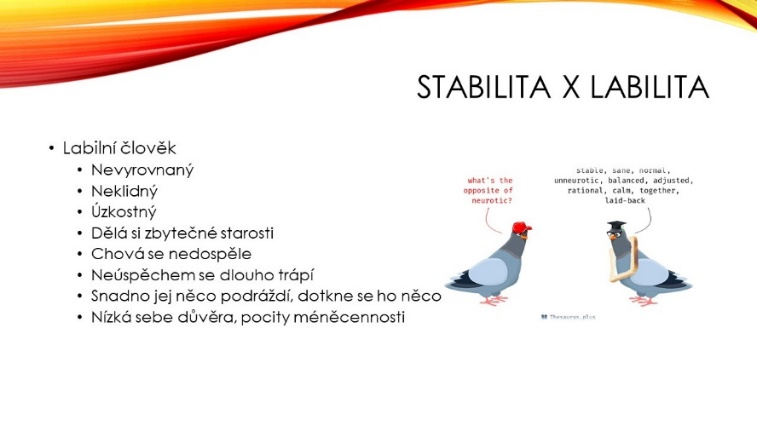 STABILITA X LABILITA
Labilní člověk
Nevyrovnaný
Neklidný
Úzkostný
Dělá si zbytečné starosti
Chová se nedospěle
Neúspěchem se dlouho trápí
Snadno jej něco podráždí, dotkne se ho něco
Nízká sebe důvěra, pocity méněcennosti
what's the
opposite of
neurotic?
stable, sane, normal,
unneurotic, balanced, adjusted,
rational, calm, together,
laid-back
Thesaurus.plus